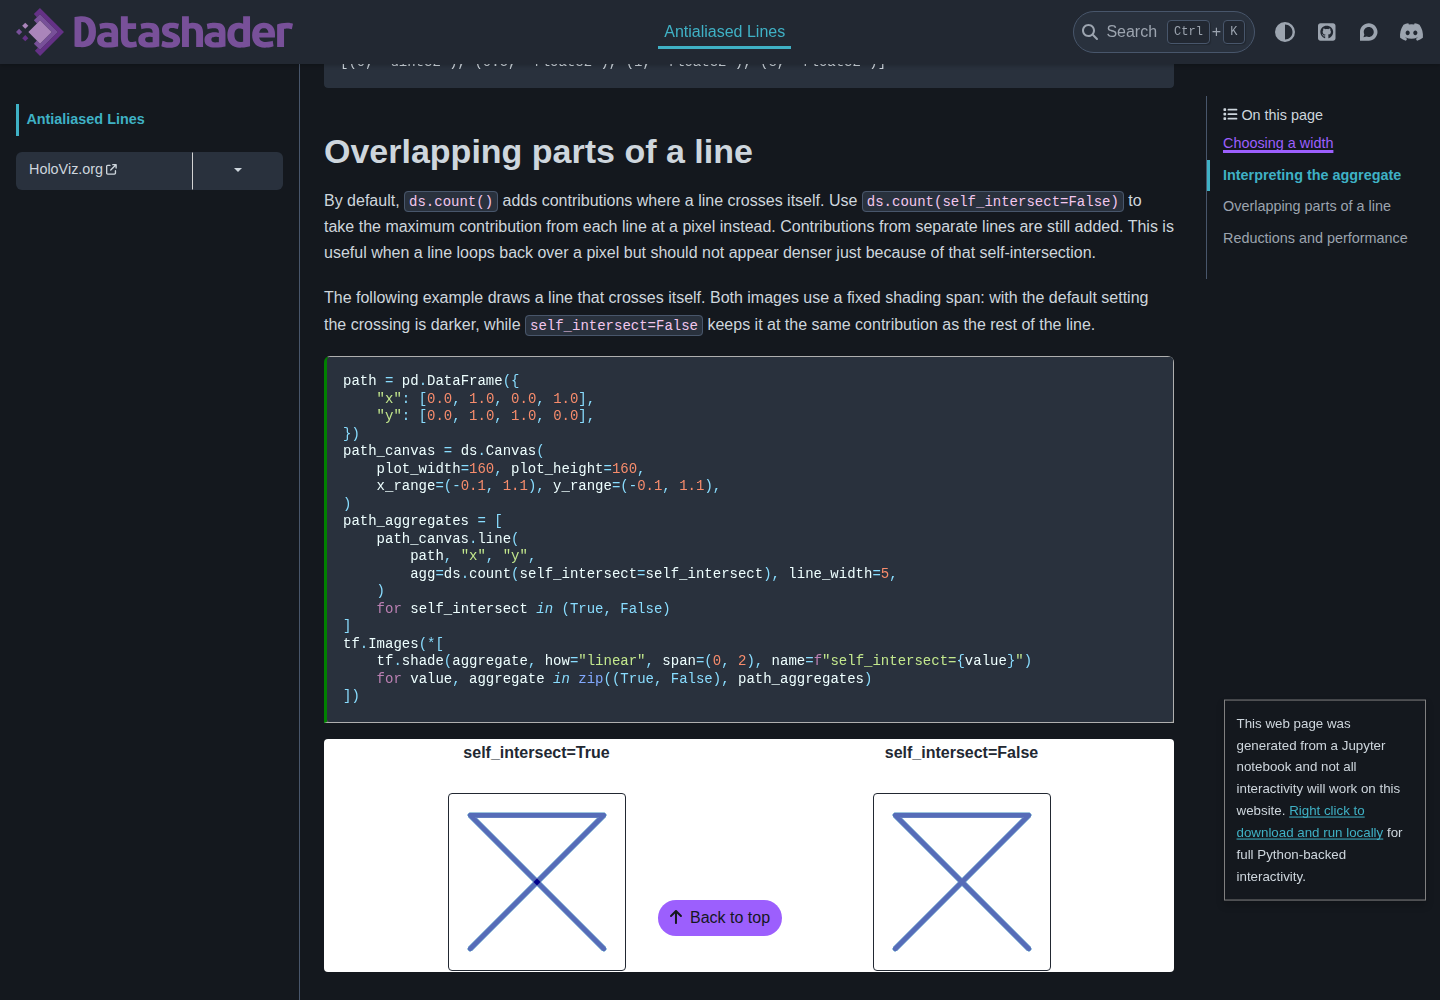 Datashader
Antialiased Lines
Search Ctrl + K
Antialiased Lines
HoloViz.org
Overlapping parts of a line
By default, ds.count() adds contributions where a line crosses itself. Use ds.count(self_intersect=False) to
take the maximum contribution from each line at a pixel instead. Contributions from separate lines are still added. This is
useful when a line loops back over a pixel but should not appear denser just because of that self-intersection.
The following example draws a line that crosses itself. Both images use a fixed shading span: with the default setting
the crossing is darker, while self_intersect=False keeps it at the same contribution as the rest of the line.
path = pd.DataFrame({
    "x": [0.0, 1.0, 0.0, 1.0],
    "y": [0.0, 1.0, 1.0, 0.0],
})
path_canvas = ds.Canvas(
    plot_width=160, plot_height=160,
    x_range=(-0.1, 1.1), y_range=(-0.1, 1.1),
)
path_aggregates = [
    path_canvas.line(
        path, "x", "y",
        agg=ds.count(self_intersect=self_intersect), line_width=5,
    )
    for self_intersect in (True, False)
]
tf.Images(*[
    tf.shade(aggregate, how="linear", span=(0, 2), name=f"self_intersect={value}")
    for value, aggregate in zip((True, False), path_aggregates)
])
self_intersect=True
self_intersect=False
Back to top
On this page
Choosing a width
Interpreting the aggregate
Overlapping parts of a line
Reductions and performance
This web page was
generated from a Jupyter
notebook and not all
interactivity will work on this
website. Right click to
download and run locally for
full Python-backed
interactivity.